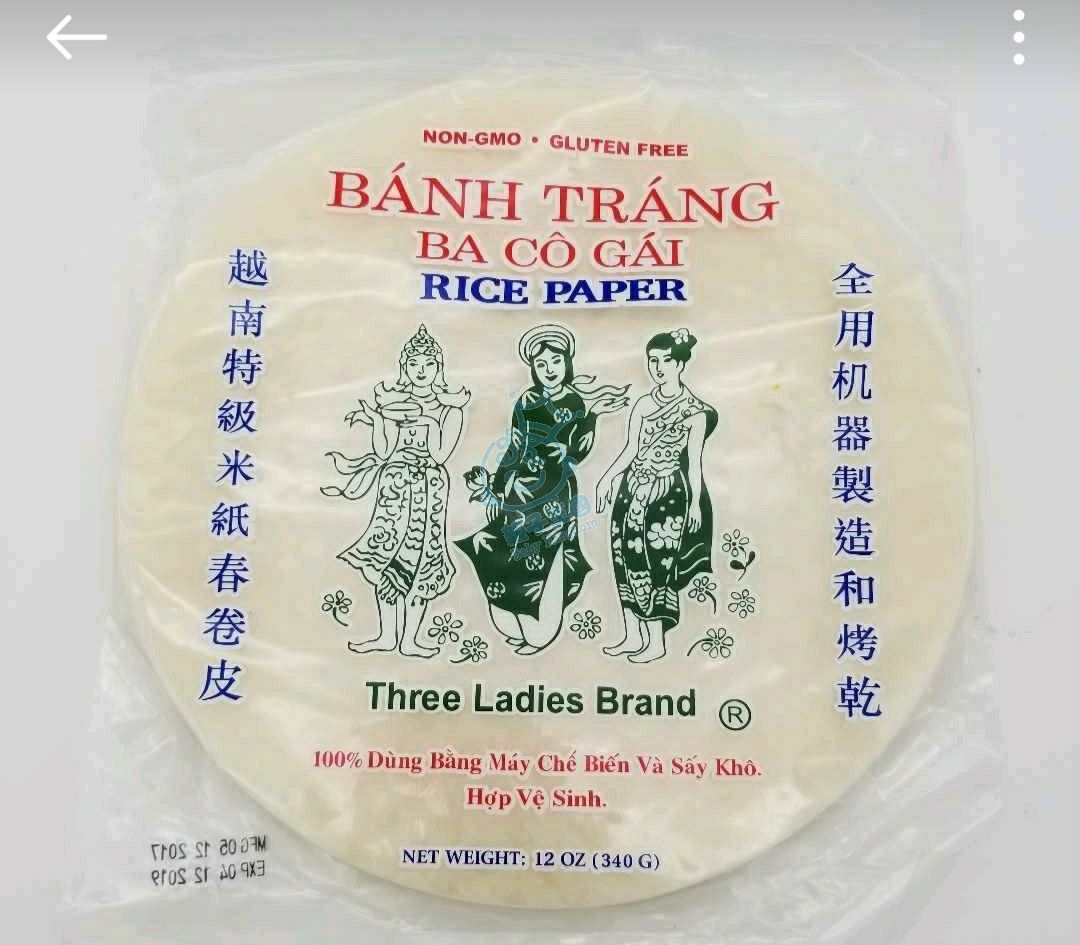 NON-GMO • GLUTEN FREE
BÁNH TRÁNG
BA CÔ GÁI
RICE PAPER
越南特級米紙春卷皮
全用机器製造和烤乾
Three Ladies Brand ®
100% Dùng Bằng Máy Chế Biến Và Sấy Khô.
Hợp Vệ Sinh.
MFG 05 12 2017
EXP 04 12 2019
NET WEIGHT: 12 OZ (340 G)